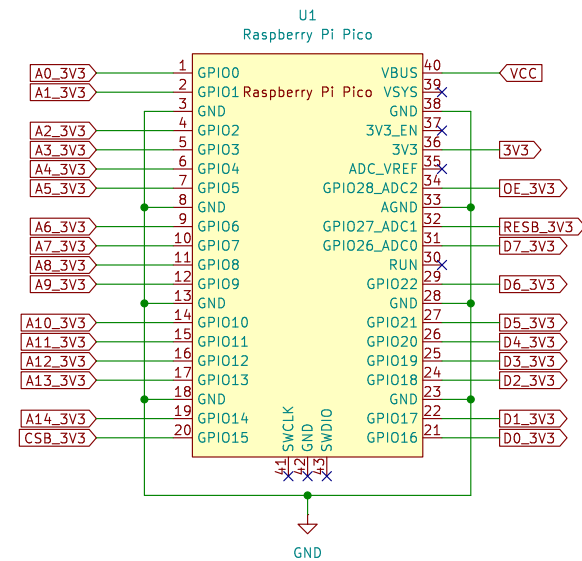 U1
Raspberry Pi Pico
A0_3V3 1 GPIO0 VBUS 40 VCC
A1_3V3 2 GPIO1 Raspberry Pi Pico VSYS 39
3 GND GND 38
A2_3V3 4 GPIO2 3V3_EN 37
A3_3V3 5 GPIO3 3V3 36 3V3
A4_3V3 6 GPIO4 ADC_VREF 35
A5_3V3 7 GPIO5 GPIO28_ADC2 34 OE_3V3
8 GND AGND 33
A6_3V3 9 GPIO6 GPIO27_ADC1 32 RESB_3V3
A7_3V3 10 GPIO7 GPIO26_ADC0 31 D7_3V3
A8_3V3 11 GPIO8 RUN 30
A9_3V3 12 GPIO9 GPIO22 29 D6_3V3
13 GND GND 28
A10_3V3 14 GPIO10 GPIO21 27 D5_3V3
A11_3V3 15 GPIO11 GPIO20 26 D4_3V3
A12_3V3 16 GPIO12 GPIO19 25 D3_3V3
A13_3V3 17 GPIO13 GPIO18 24 D2_3V3
18 GND GND 23
A14_3V3 19 GPIO14 GPIO17 22 D1_3V3
CSB_3V3 20 GPIO15 GPIO16 21 D0_3V3
SWCLK GND SWDIO
41 42 43
GND